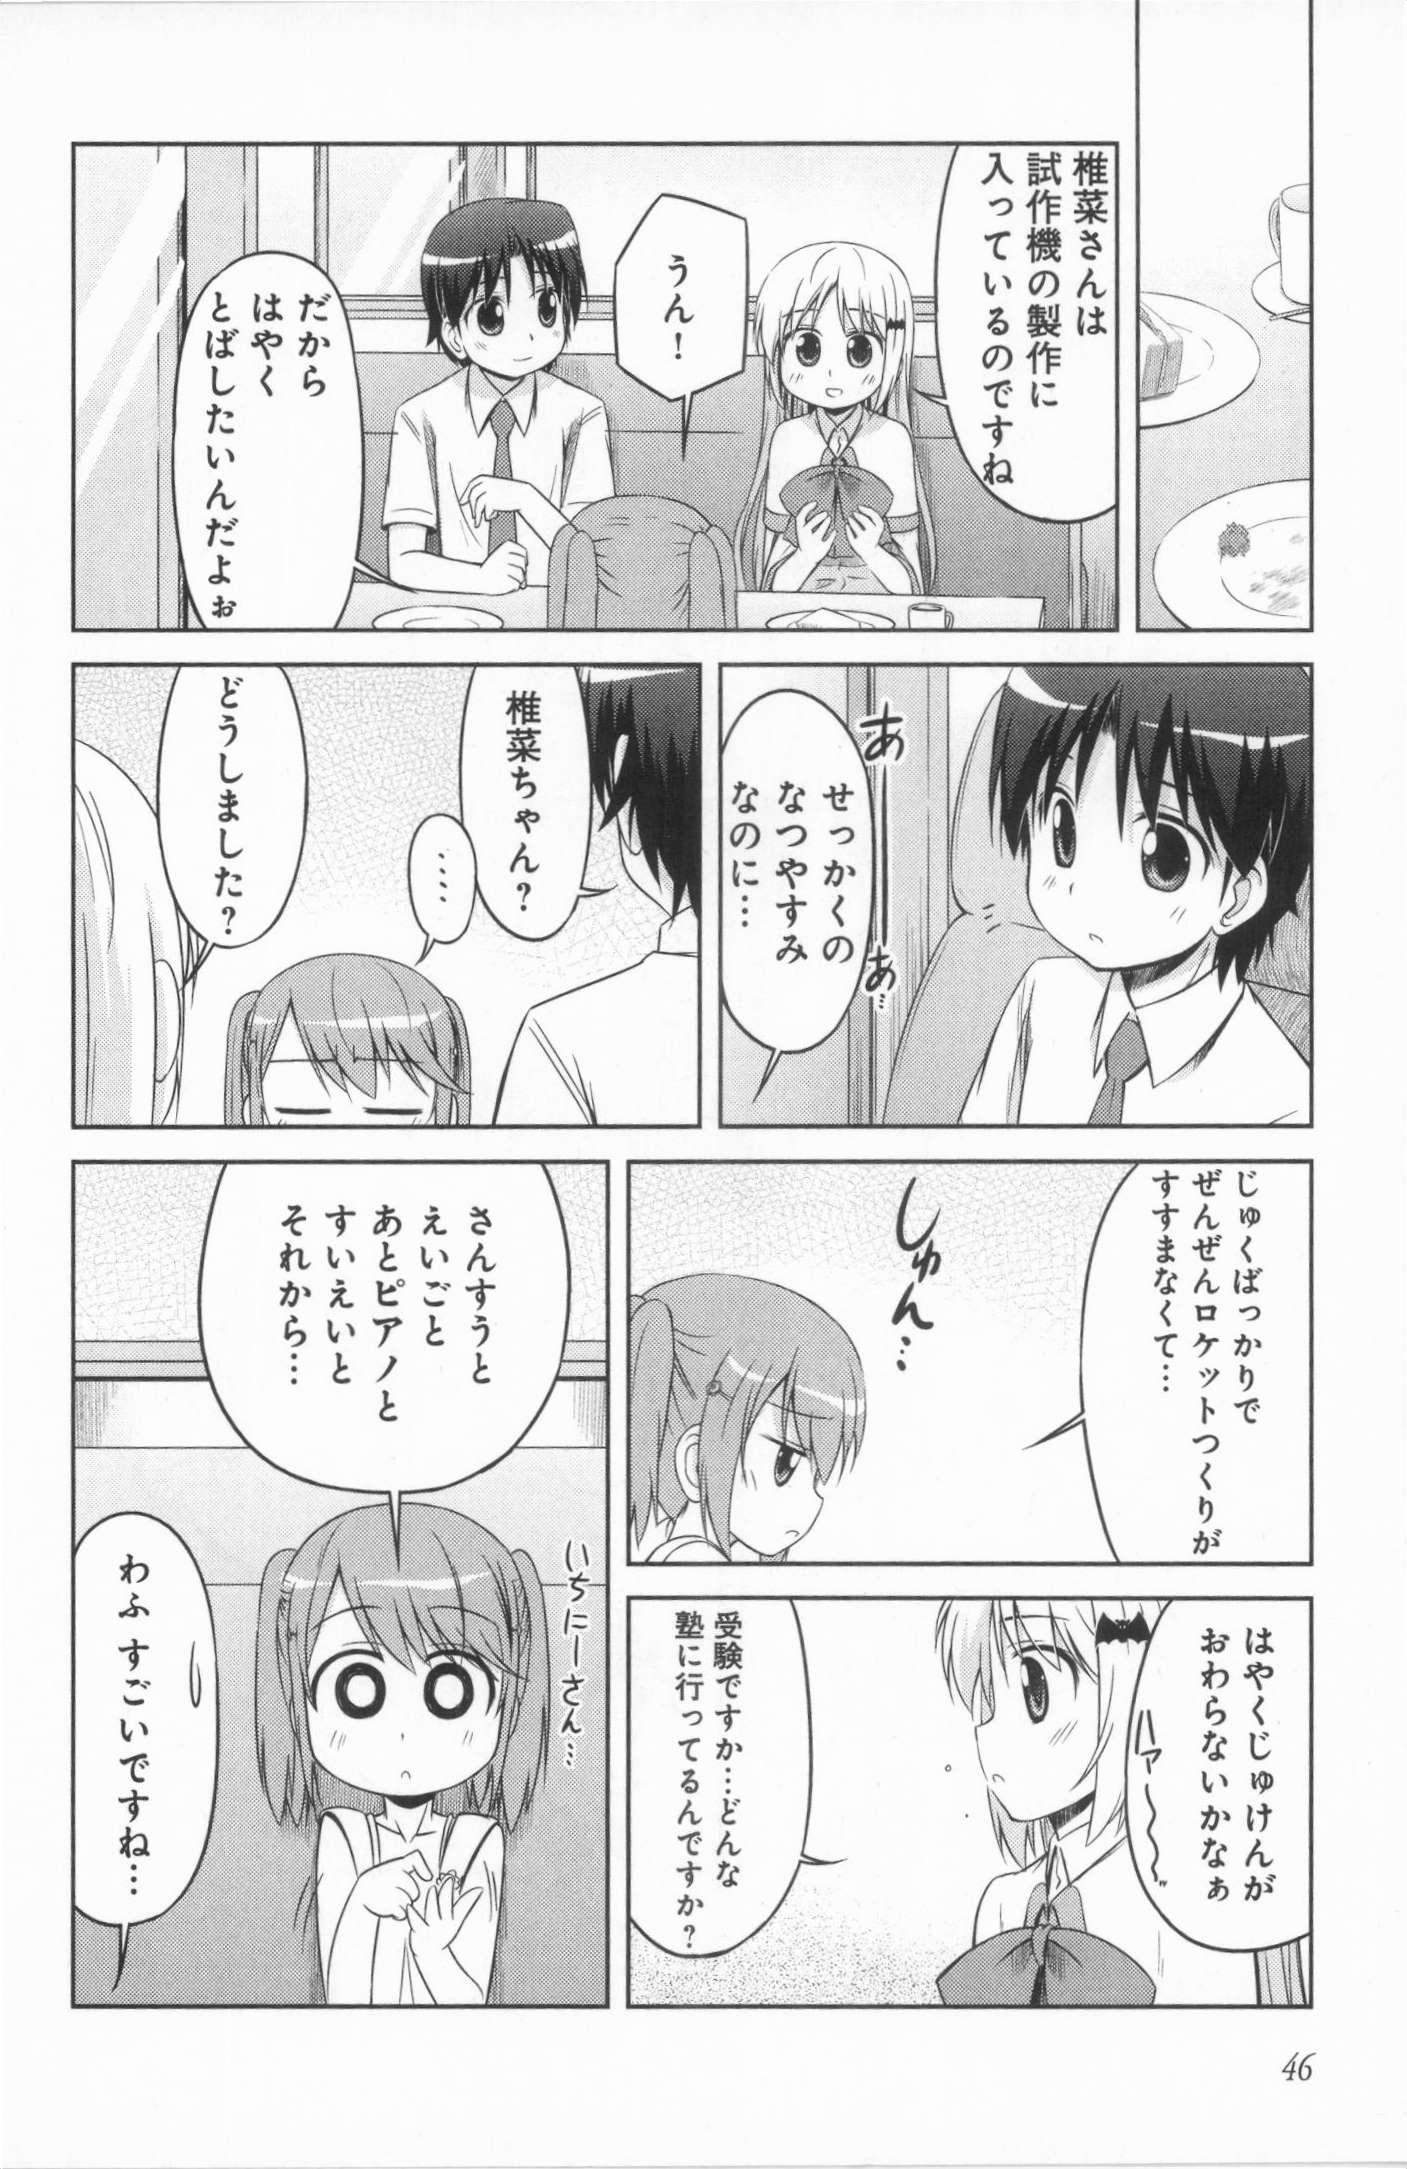 椎菜さんは
試作機の製作に
入っているのですね
うん!
だから
はやく
とばしたいんだよぉ
あ
あ…
せっかくの
なつやすみ
なのに…
椎菜ちゃん?
‥‥
どうしました?
じゅくばっかりで
ぜんぜんロケットつくりが
すすまなくて…
しゅん…
はやくじゅけんが
おわらないかなぁ
ハァ〜〜
受験ですか…どんな
塾に行ってるんですか?
さんすうと
えいごと
あとピアノと
すいえいと
それから…
いちにーさん…
わふ すごいですね…
46